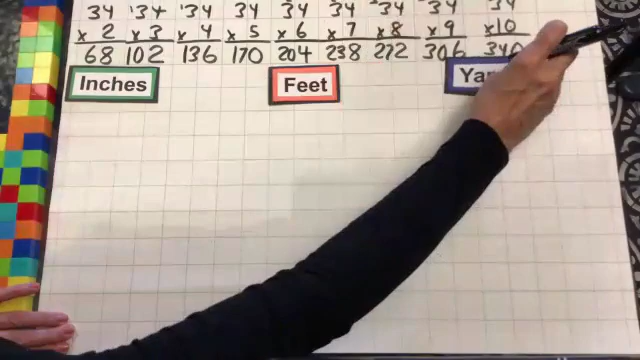 34 34 34 34 34 34 34 34 34
x 2 x 3 x 4 x 5 x 6 x 7 x 8 x 9 x10
68 102 136 170 204 238 272 306 340
Inches Feet